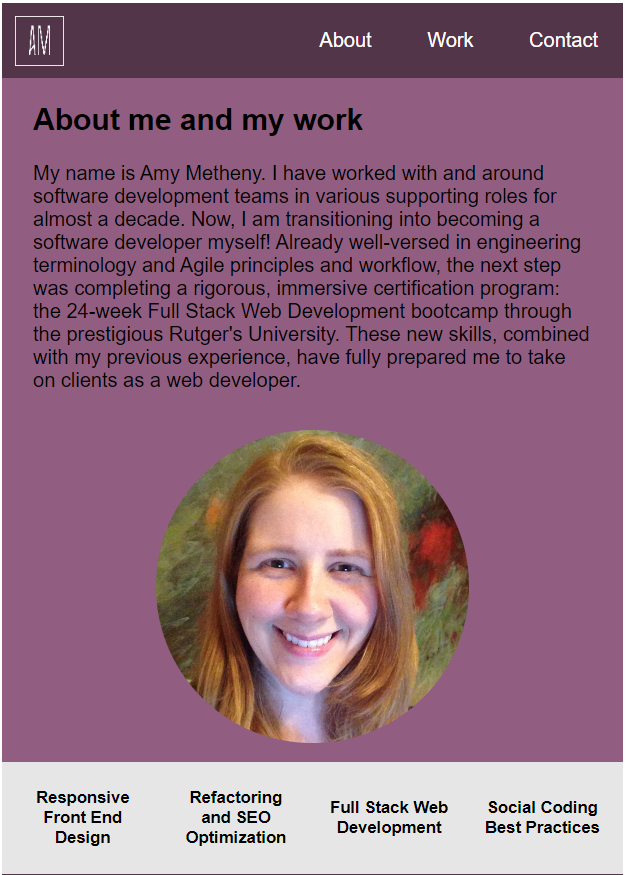 AM
About Work Contact
About me and my work
My name is Amy Metheny. I have worked with and around
software development teams in various supporting roles for
almost a decade. Now, I am transitioning into becoming a
software developer myself! Already well-versed in engineering
terminology and Agile principles and workflow, the next step
was completing a rigorous, immersive certification program:
the 24-week Full Stack Web Development bootcamp through
the prestigious Rutger's University. These new skills, combined
with my previous experience, have fully prepared me to take
on clients as a web developer.
Responsive
Front End
Design
Refactoring
and SEO
Optimization
Full Stack Web
Development
Social Coding
Best Practices